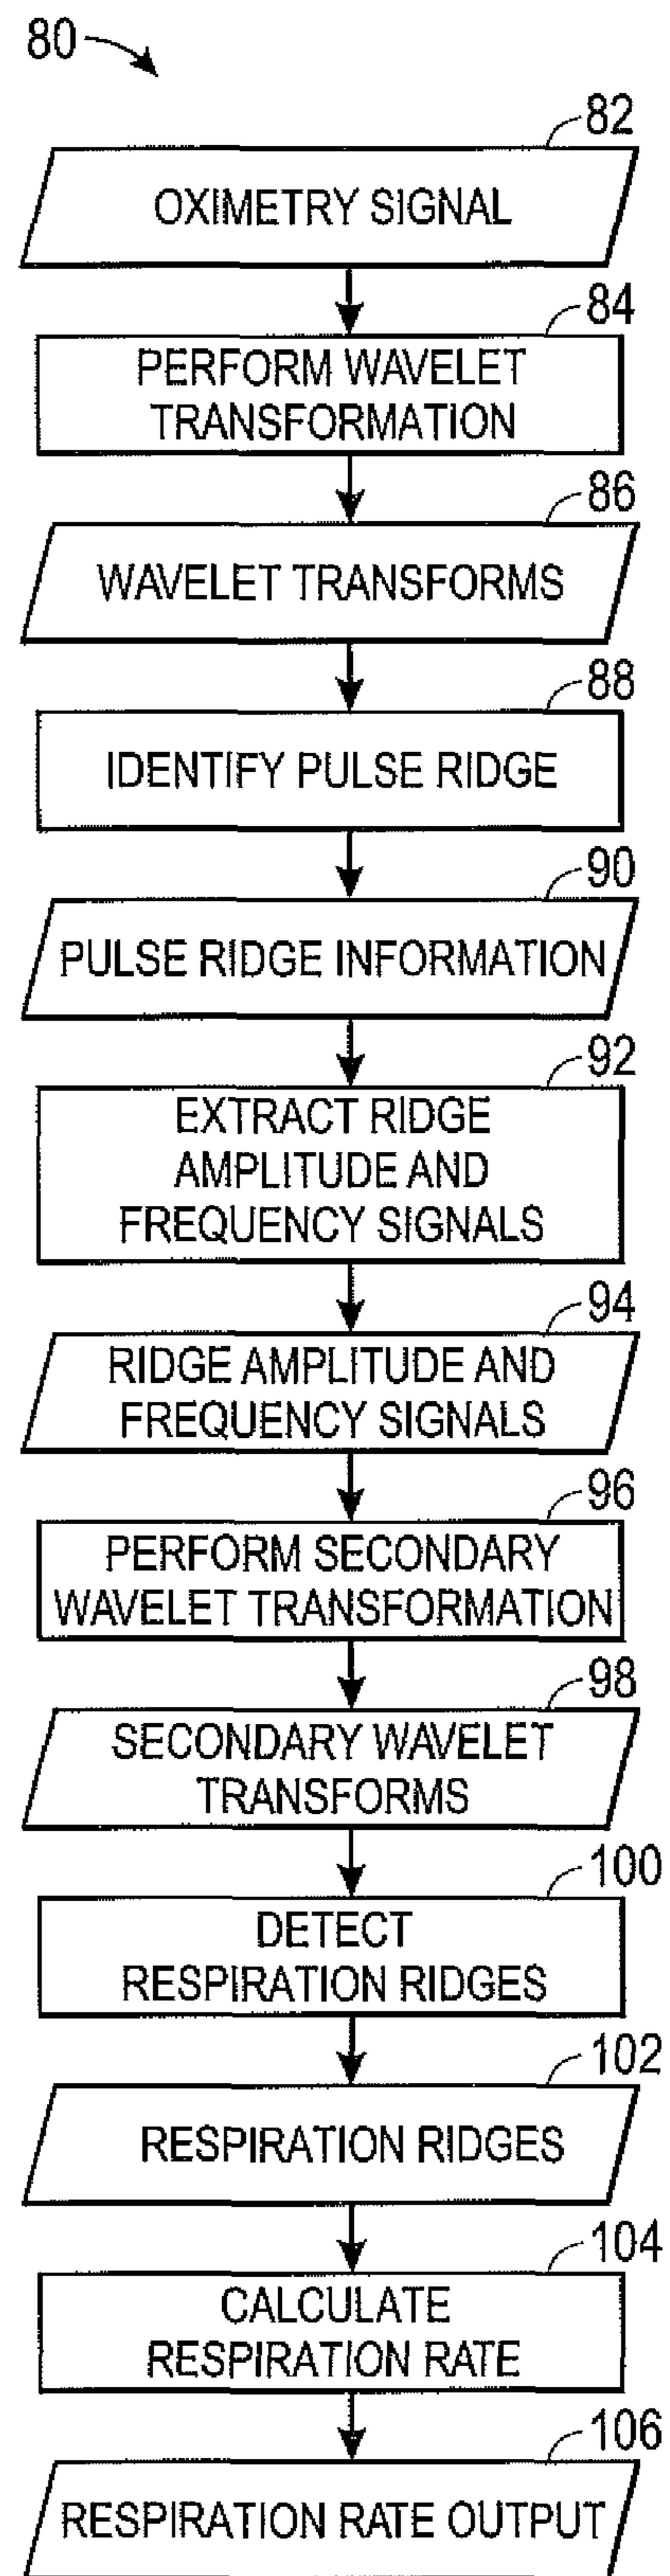 80
82
OXIMETRY SIGNAL
84
PERFORM WAVELET
TRANSFORMATION
86
WAVELET TRANSFORMS
88
IDENTIFY PULSE RIDGE
90
PULSE RIDGE INFORMATION
92
EXTRACT RIDGE
AMPLITUDE AND
FREQUENCY SIGNALS
94
RIDGE AMPLITUDE AND
FREQUENCY SIGNALS
96
PERFORM SECONDARY
WAVELET TRANSFORMATION
98
SECONDARY WAVELET
TRANSFORMS
100
DETECT
RESPIRATION RIDGES
102
RESPIRATION RIDGES
104
CALCULATE
RESPIRATION RATE
106
RESPIRATION RATE OUTPUT